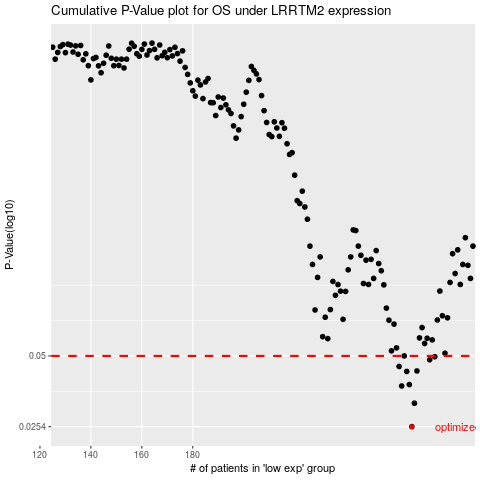 Cumulative P-Value plot for OS under LRRTM2 expression
P-Value(log10)
0.05
0.0254
optimize
120 140 160 180
# of patients in 'low exp' group